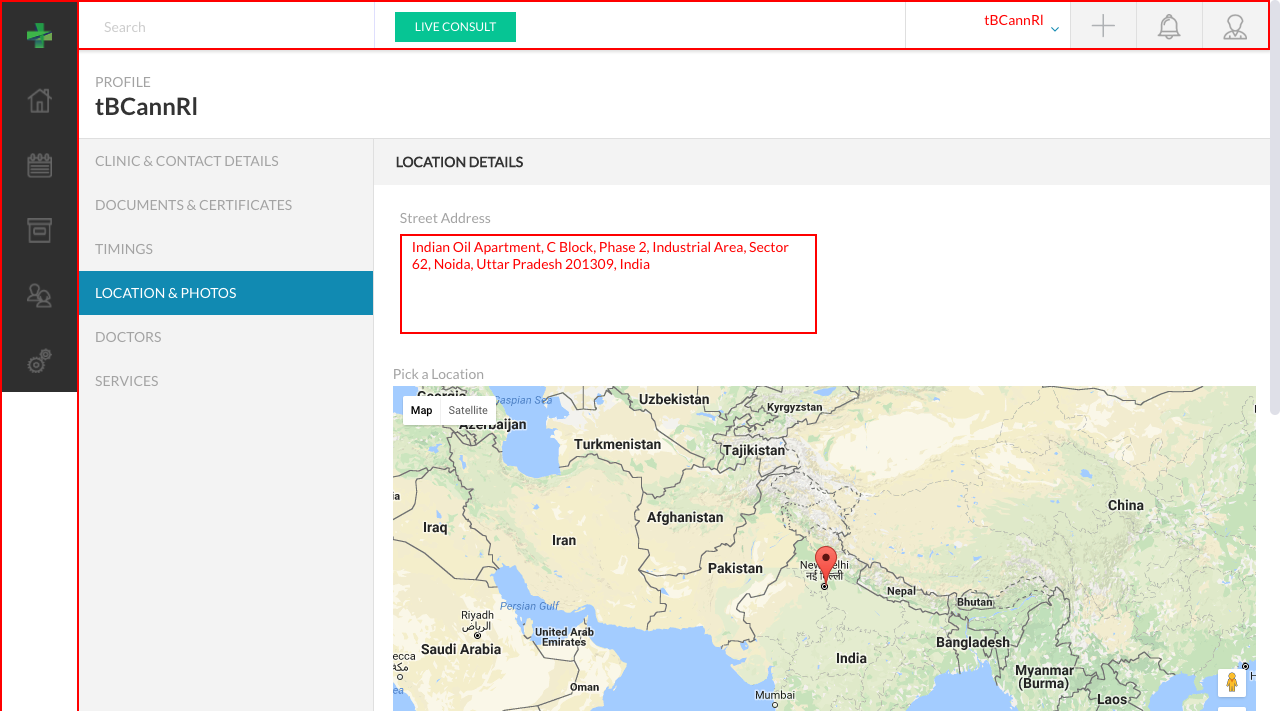 Search
LIVE CONSULT
tBCannRl
PROFILE
tBCannRl
CLINIC & CONTACT DETAILS
DOCUMENTS & CERTIFICATES
TIMINGS
LOCATION & PHOTOS
DOCTORS
SERVICES
LOCATION DETAILS
Street Address
Indian Oil Apartment, C Block, Phase 2, Industrial Area, Sector
62, Noida, Uttar Pradesh 201309, India
Pick a Location
Map
Satellite
Georgia
Caspian Sea
Azerbaijan
Uzbekistan
Kyrgyzstan
Turkmenistan
Tajikistan
China
Afghanistan
Iraq
Iran
Pakistan
New Delhi
नई दिल्ली
Nepal
Bhutan
Persian Gulf
Riyadh
الرياض
United Arab
Emirates
Saudi Arabia
Bangladesh
India
ecca
مكة
Myanmar
(Burma)
Oman
Mumbai
Laos